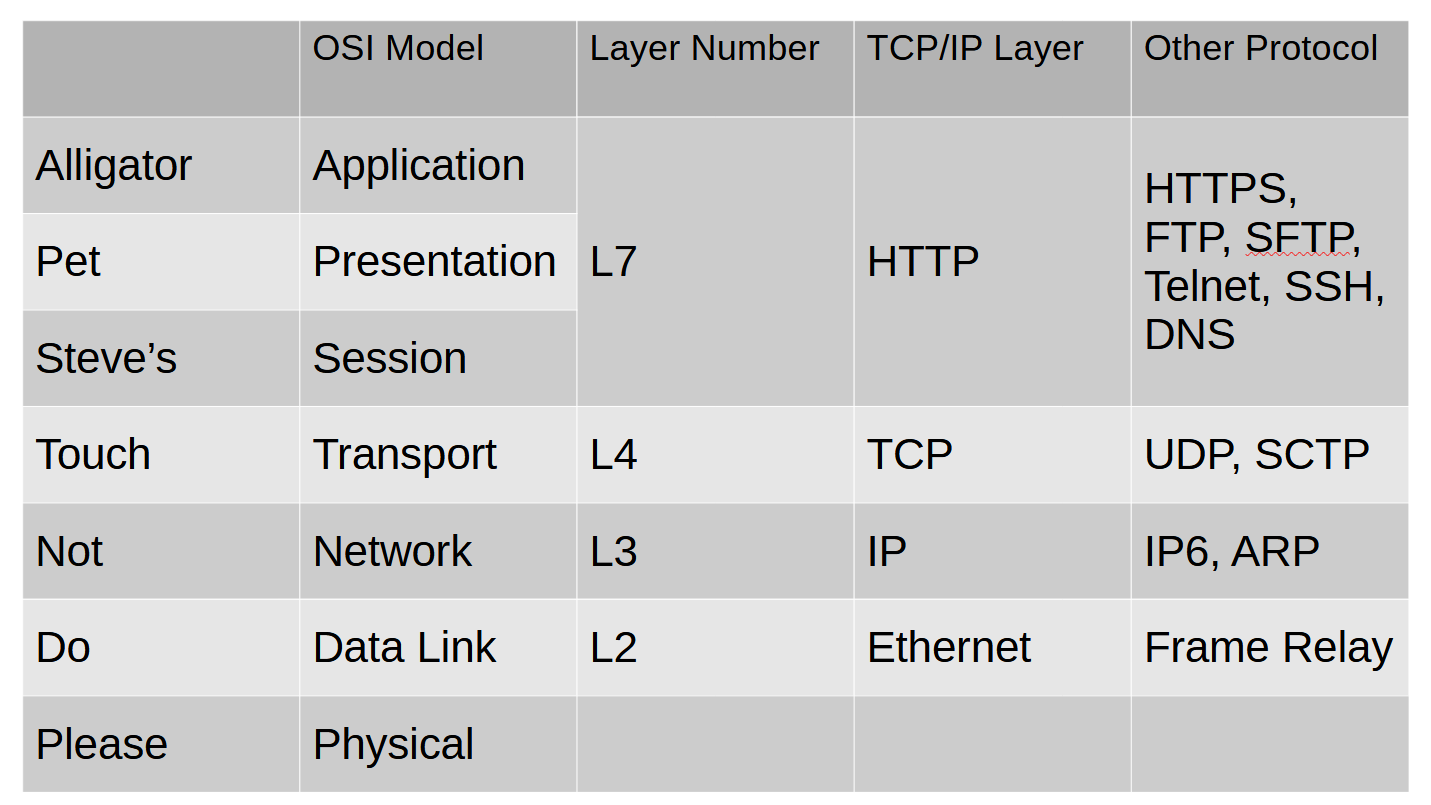 OSI Model Layer Number TCP/IP Layer Other Protocol
Alligator Application
Pet Presentation L7 HTTP
HTTPS,
FTP, SFTP,
Telnet, SSH,
DNS
Steve’s Session
Touch Transport L4 TCP UDP, SCTP
Not Network L3 IP IP6, ARP
Do Data Link L2 Ethernet Frame Relay
Please Physical